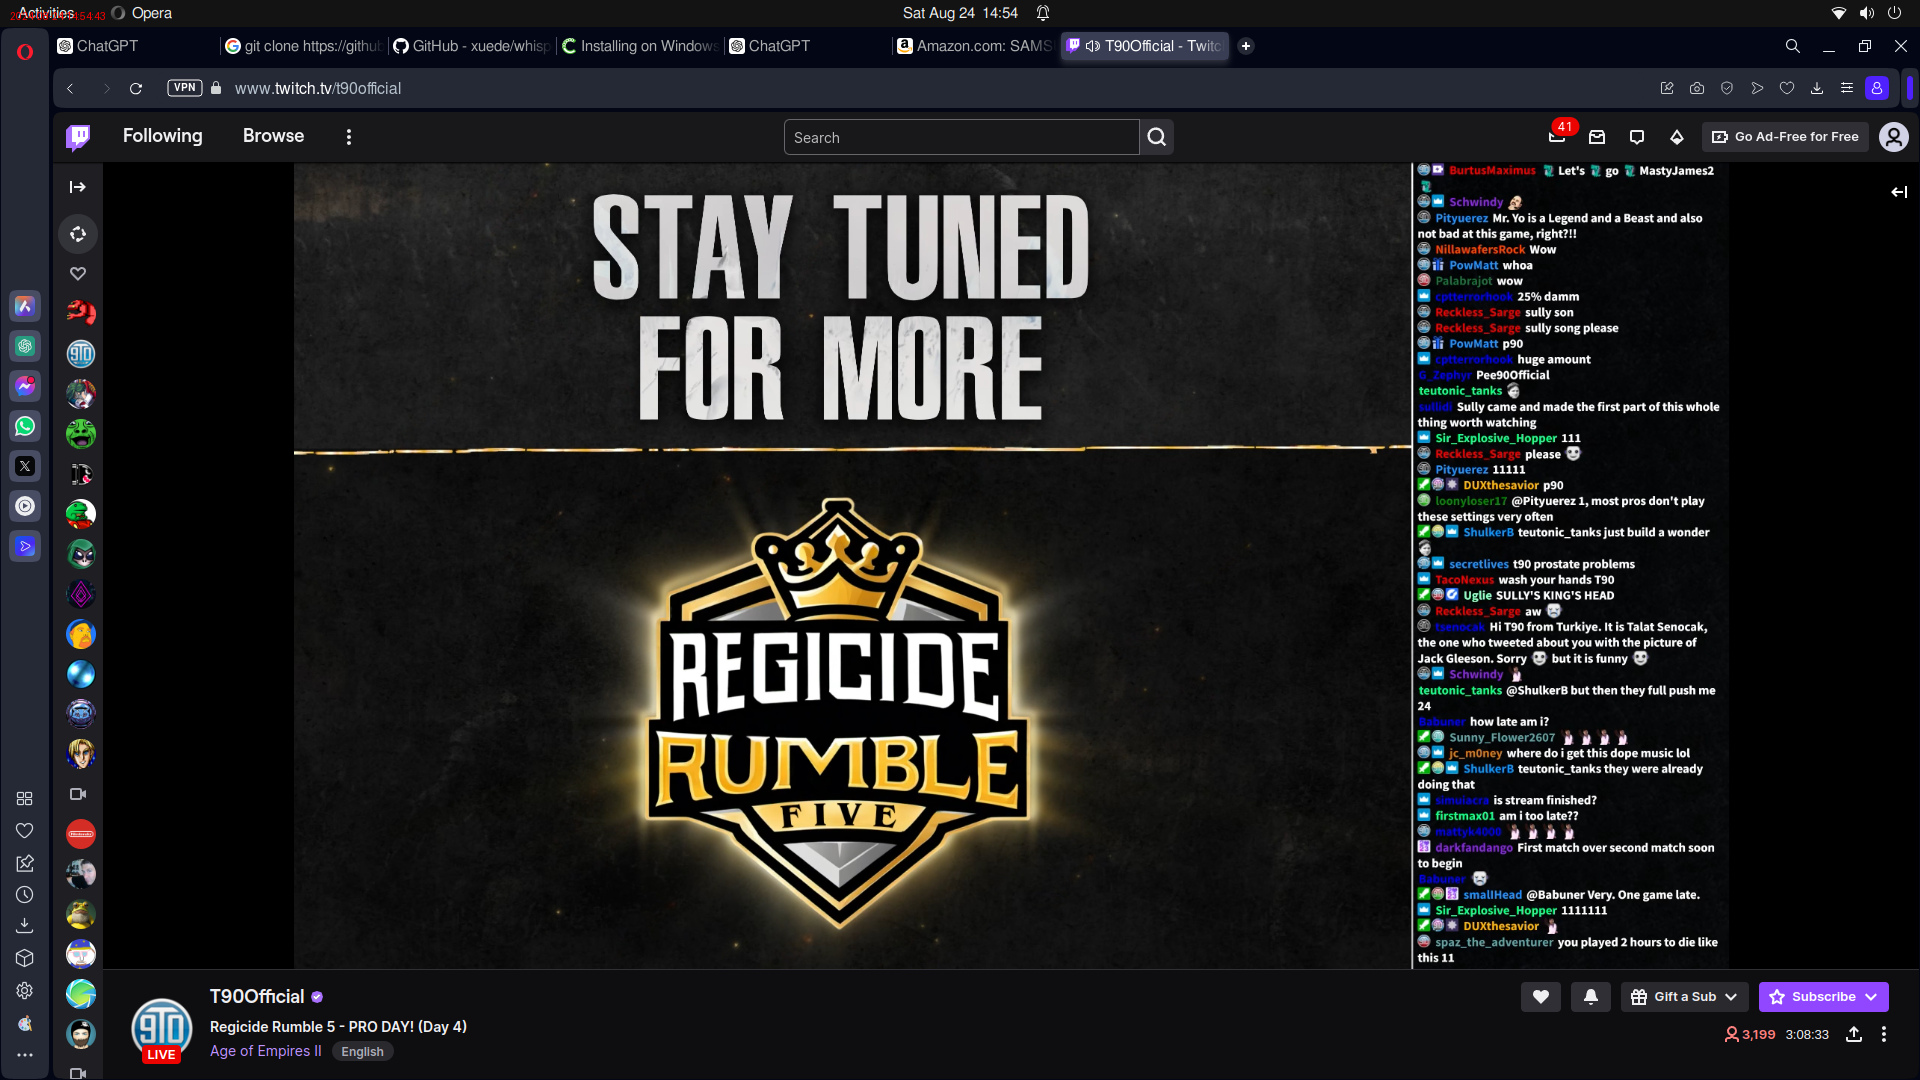 Activities
Opera
Sat Aug 24 14:54
ChatGPT
git clone https://githu
GitHub - xuede/whisp
Installing on Windows
ChatGPT
Amazon.com: SAMS
T90Official - Twitc
VPN
www.twitch.tv/t90official
Following
Browse
Search
41
Go Ad-Free for Free
STAY TUNED
FOR MORE
REGICIDE
RUMBLE
FIVE
BurtusMaximus Let's go MastyJames2
Schwindy
Pityuerez Mr. Yo is a Legend and a Beast and also
not bad at this game, right?!!
NillawafersRock Wow
PowMatt whoa
Palabrajot wow
cptterrorhook 25% damm
Reckless_Sarge sully son
Reckless_Sarge sully song please
PowMatt p90
cptterrorhook huge amount
G_Zephyr Pee90Official
teutonic_tanks
sullidi Sully came and made the first part of this whole
thing worth watching
Sir_Explosive_Hopper 111
Reckless_Sarge please
Pityuerez 11111
DUXthesavior p90
loonyloser17 @Pityuerez 1, most pros don't play
these settings very often
ShulkerB teutonic_tanks just build a wonder
secretlives t90 prostate problems
TacoNexus wash your hands T90
Uglie SULLY'S KING'S HEAD
Reckless_Sarge aw
tsenocak Hi T90 from Turkiye. It is Talat Senocak,
the one who tweeted about you with the picture of
Jack Gleeson. Sorry but it is funny
Schwindy
teutonic_tanks @ShulkerB but then they full push me
24
Babuner how late am i?
Sunny_Flower2607
jc_m0ney where do i get this dope music lol
ShulkerB teutonic_tanks they were already
doing that
simulacra is stream finished?
firstmax01 am i too late??
mattyk4000
darkfandango First match over second match soon
to begin
Babuner
smallHead @Babuner Very. One game late.
Sir_Explosive_Hopper 1111111
DUXthesavior
spaz_the_adventurer you played 2 hours to die like
this 11
LIVE
T90Official
Regicide Rumble 5 - PRO DAY! (Day 4)
Age of Empires II
English
Gift a Sub
Subscribe
3,199
3:08:33